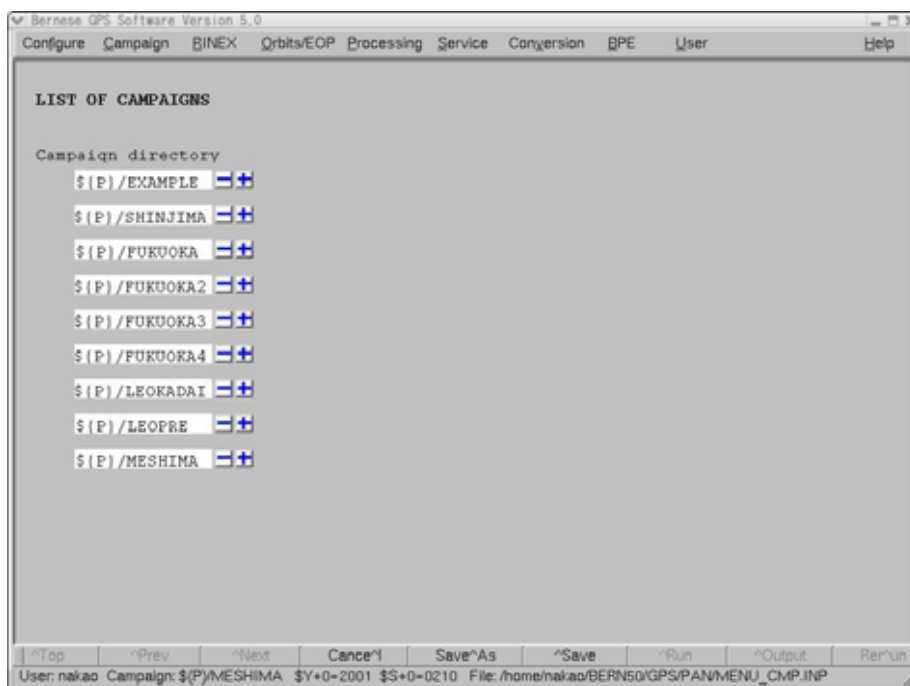 Bernese GPS Software Version 5.0
Configure Campaign RINEX Orbits/EOP Processing Service Conversion BPE User Help
LIST OF CAMPAIGNS
Campaign directory
${P}/EXAMPLE
${P}/SHINJIMA
${P}/FUKUOKA
${P}/FUKUOKA2
${P}/FUKUOKA3
${P}/FUKUOKA4
${P}/LEOKADAI
${P}/LEOPRE
${P}/MESHIMA
^Top ^Prev ^Next Cance^l Save^As ^Save ^Run ^Output Rer^un
User: nakao Campaign: ${P}/MESHIMA $Y+0=2001 $S+0=0210 File: /home/nakao/BERN50/GPS/PAN/MENU_CMP.INP